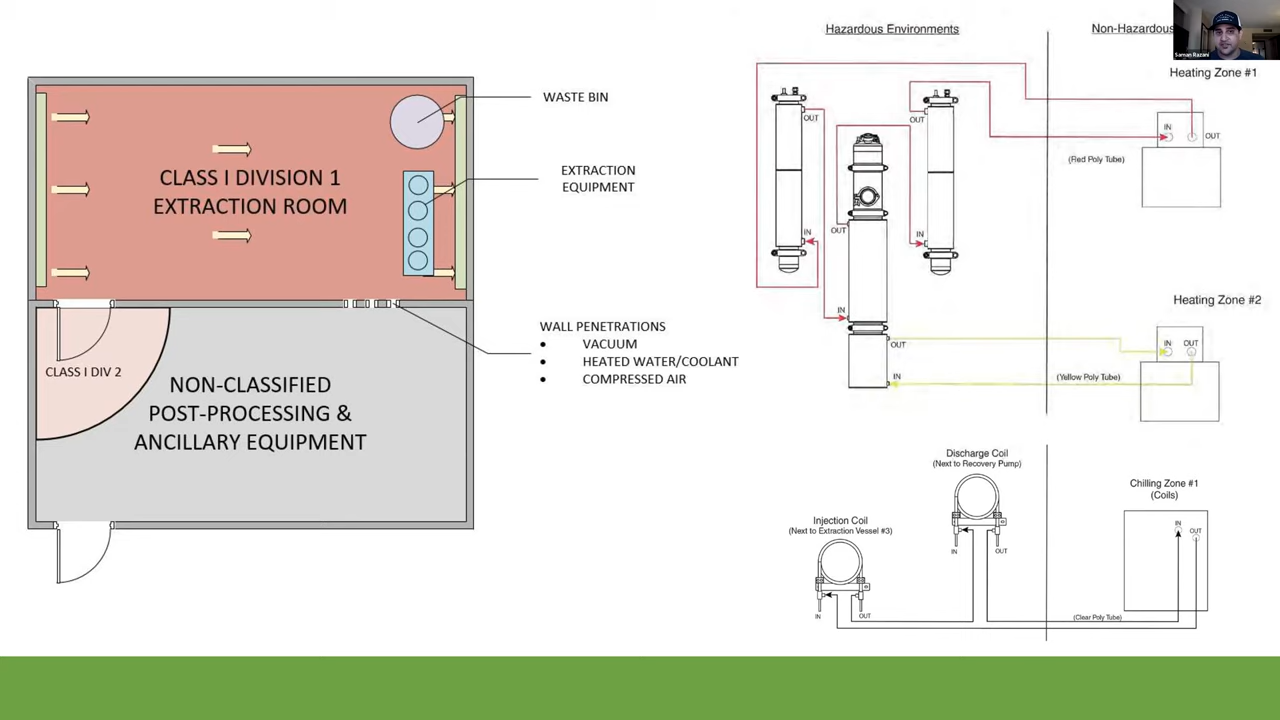 WASTE BIN
EXTRACTION
EQUIPMENT
CLASS I DIVISION 1
EXTRACTION ROOM
WALL PENETRATIONS
• VACUUM
• HEATED WATER/COOLANT
• COMPRESSED AIR
CLASS I DIV 2
NON-CLASSIFIED
POST-PROCESSING &
ANCILLARY EQUIPMENT
Hazardous Environments
Non-Hazardous
Saman Razani
Heating Zone #1
OUT
OUT
IN
OUT
(Red Poly Tube)
IN
OUT
IN
IN
Heating Zone #2
OUT
IN
OUT
IN
(Yellow Poly Tube)
Discharge Coil
(Next to Recovery Pump)
IN
OUT
Injection Coil
(Next to Extraction Vessel #3)
IN
OUT
Chilling Zone #1
(Coils)
IN
OUT
(Clear Poly Tube)